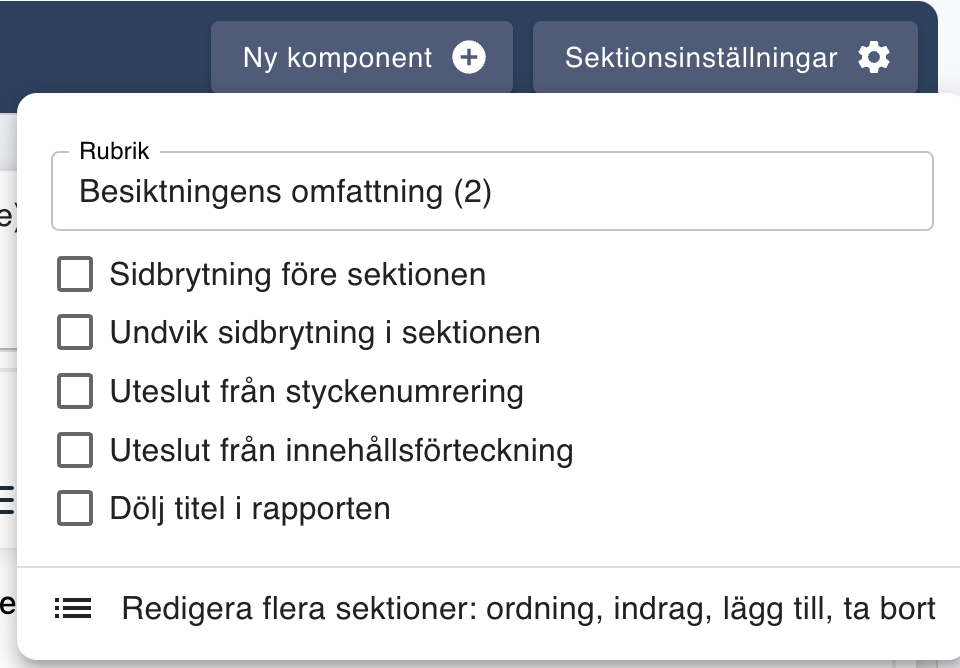 Ny komponent
Sektionsinställningar
Rubrik
Besiktningens omfattning (2)
e)
Sidbrytning före sektionen
Undvik sidbrytning i sektionen
Uteslut från styckenumrering
Uteslut från innehållsförteckning
Dölj titel i rapporten
e
Redigera flera sektioner: ordning, indrag, lägg till, ta bort